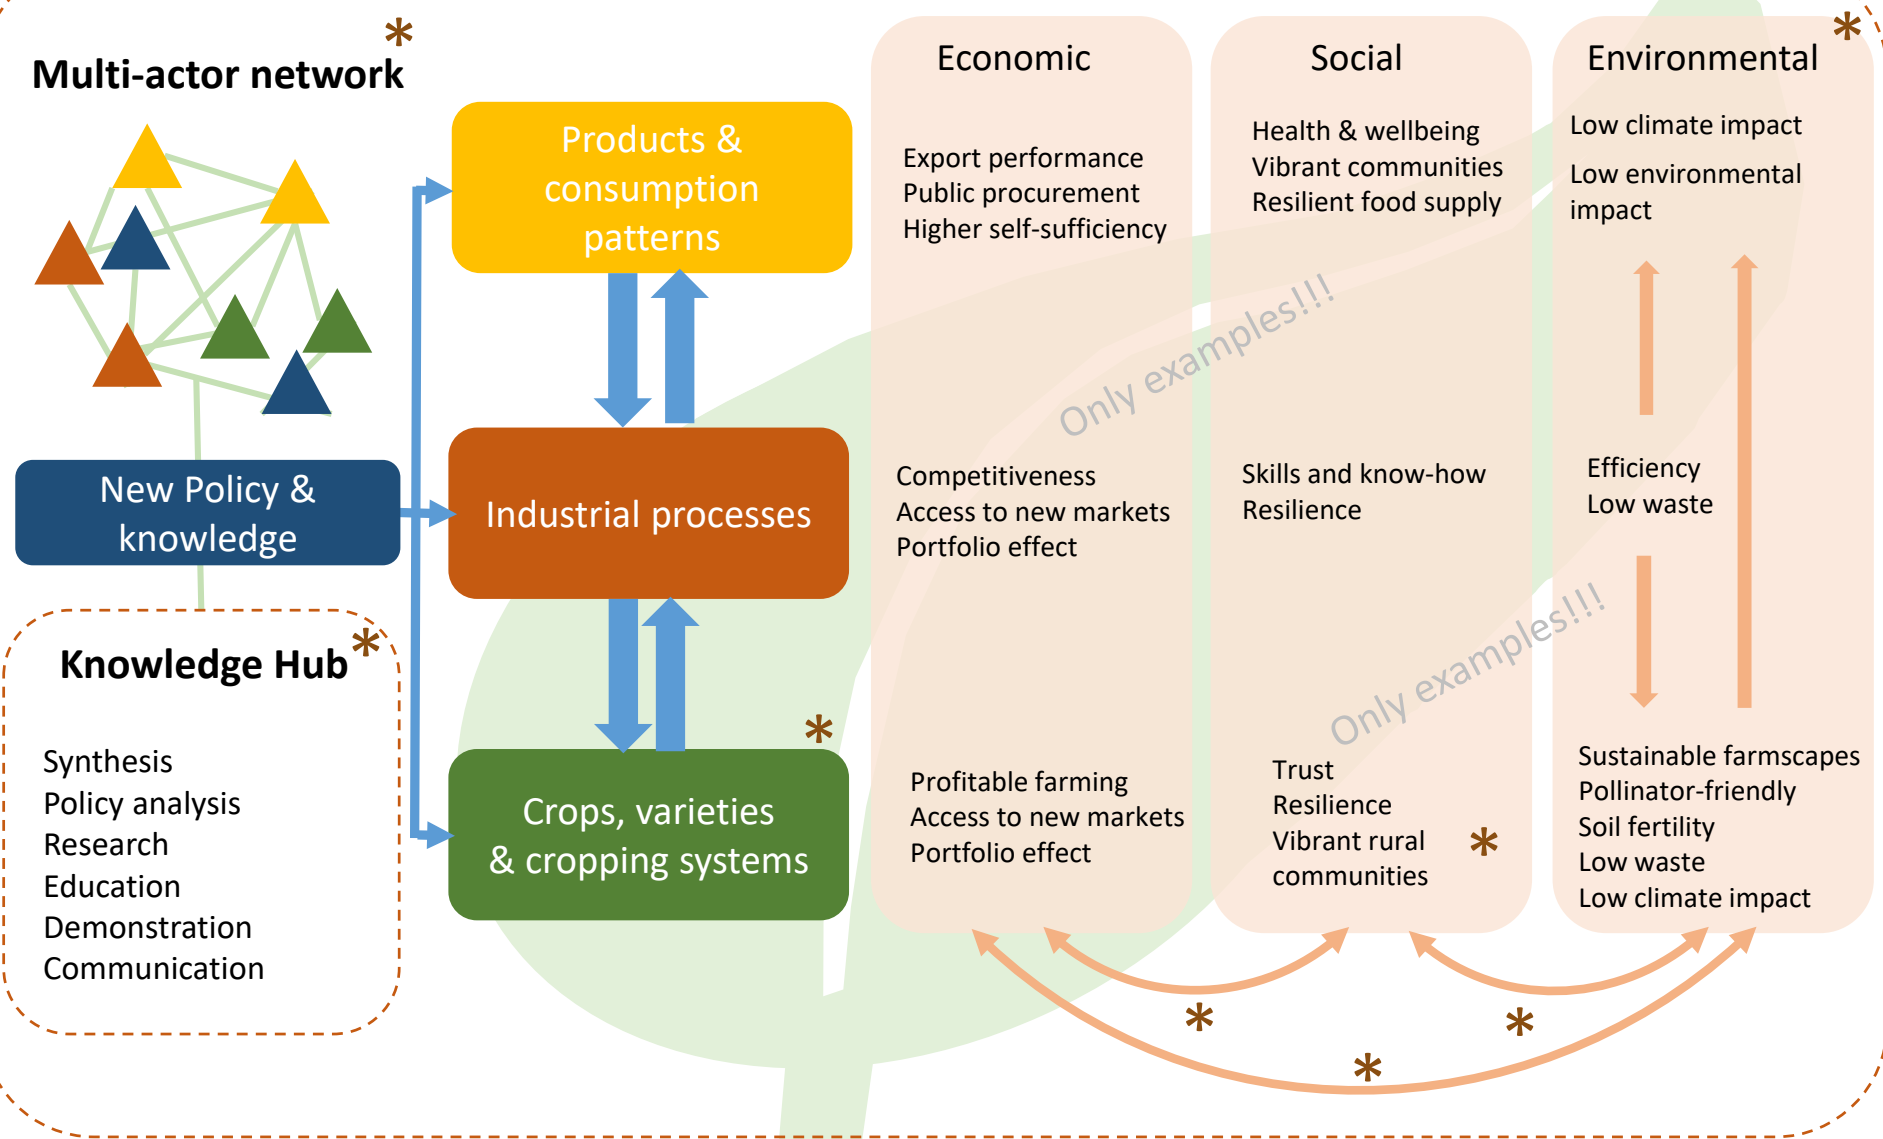 *
Multi-actor network
New Policy &
knowledge
Knowledge Hub
*
Synthesis
Policy analysis
Research
Education
Demonstration
Communication
Products &
consumption
patterns
Industrial processes
*
Crops, varieties
& cropping systems
Economic
Export performance
Public procurement
Higher self-sufficiency
Competitiveness
Access to new markets
Portfolio effect
Profitable farming
Access to new markets
Portfolio effect
Social
Health & wellbeing
Vibrant communities
Resilient food supply
Only examples!!!
Skills and know-how
Resilience
Only examples!!!
Trust
Resilience
Vibrant rural
communities
*
*
Environmental
Low climate impact
Low environmental
impact
Efficiency
Low waste
Sustainable farmscapes
Pollinator-friendly
Soil fertility
Low waste
Low climate impact
*
*
*